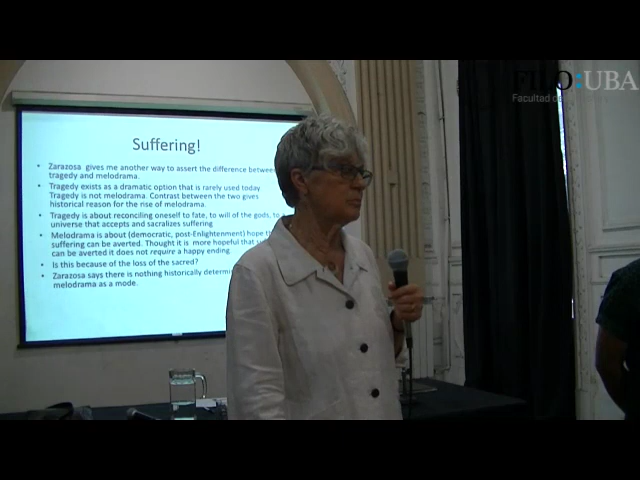 FILO:UBA
Facultad de
Suffering!
• Zarazosa gives me another way to assert the difference between
tragedy and melodrama.
• Tragedy exists as a dramatic option that is rarely used today
Tragedy is not melodrama. Contrast between the two gives
historical reason for the rise of melodrama.
• Tragedy is about reconciling oneself to fate, to will of the gods, to
universe that accepts and sacralizes suffering
• Melodrama is about (democratic, post-Enlightenment) hope
suffering can be averted. Thought it is more hopeful that
can be averted it does not require a happy ending.
• Is this because of the loss of the sacred?
• Zarazosa says there is nothing historically
melodrama as a mode.